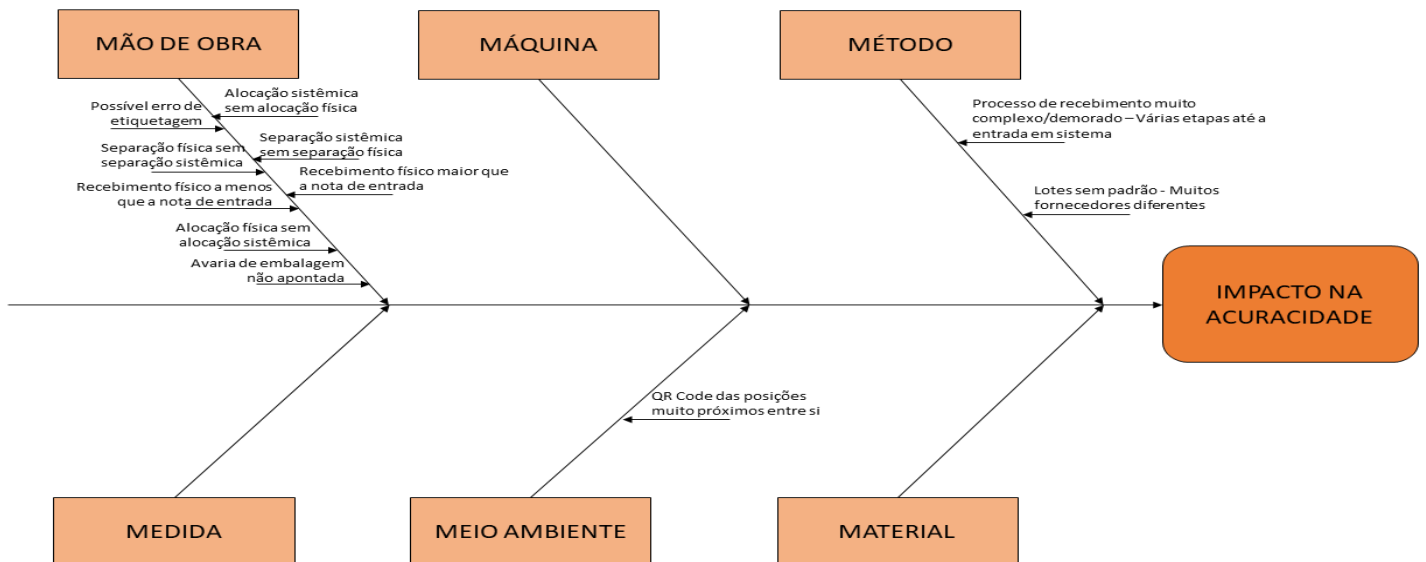 MÃO DE OBRA
MÁQUINA
MÉTODO
Alocação sistêmica
sem alocação física
Possível erro de
etiquetagem
Separação sistêmica
sem separação física
Separação física sem
separação sistêmica
Recebimento físico maior que
a nota de entrada
Recebimento físico a menos
que a nota de entrada
Alocação física sem
alocação sistêmica
Avaria de embalagem
não apontada
Processo de recebimento muito
complexo/demorado – Várias etapas até a
entrada em sistema
Lotes sem padrão - Muitos
fornecedores diferentes
IMPACTO NA
ACURACIDADE
QR Code das posições
muito próximos entre si
MEDIDA
MEIO AMBIENTE
MATERIAL